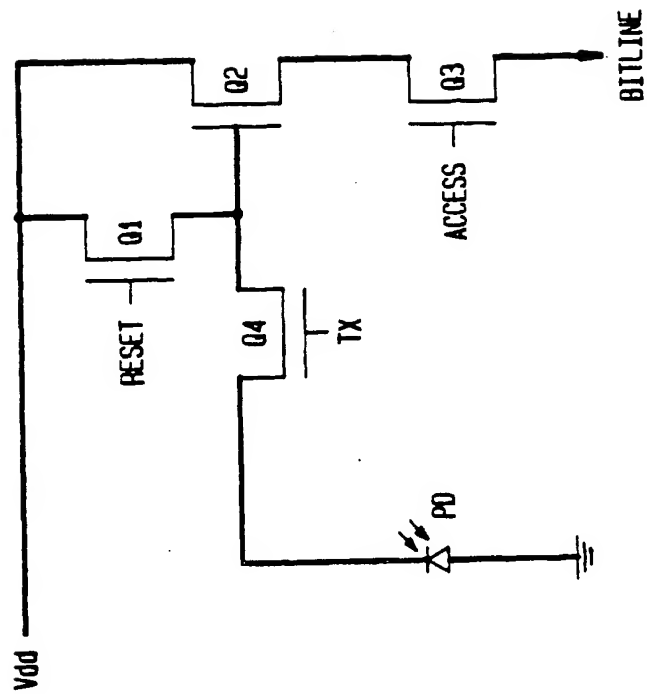 Vdd
RESET
Q1
Q2
Q4
TX
ACCESS
Q3
PD
BITLINE